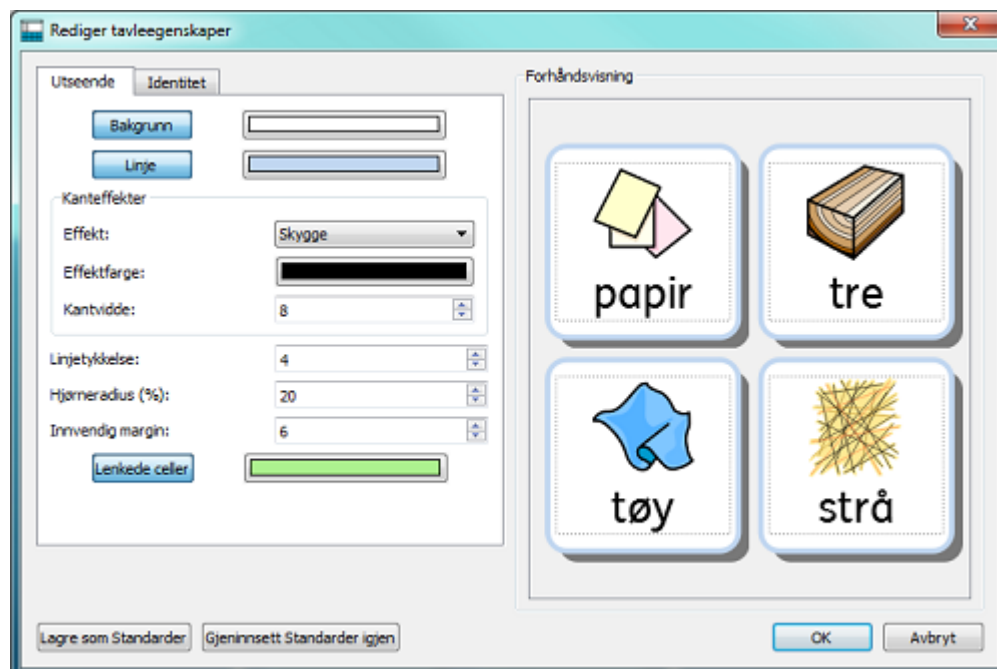 Rediger tavleegenskaper
Utseende
Identitet
Bakgrunn
Linje
Kanteffekter
Effekt:
Skygge
Effektfarge:
Kantvidde:
8
Linjetykkelse:
4
Hjørneradius (%):
20
Innvendig margin:
6
Lenkede celler
Forhåndsvisning
papir
tre
tøy
strå
Lagre som Standarder
Gjeninnsett Standarder igjen
OK
Avbryt